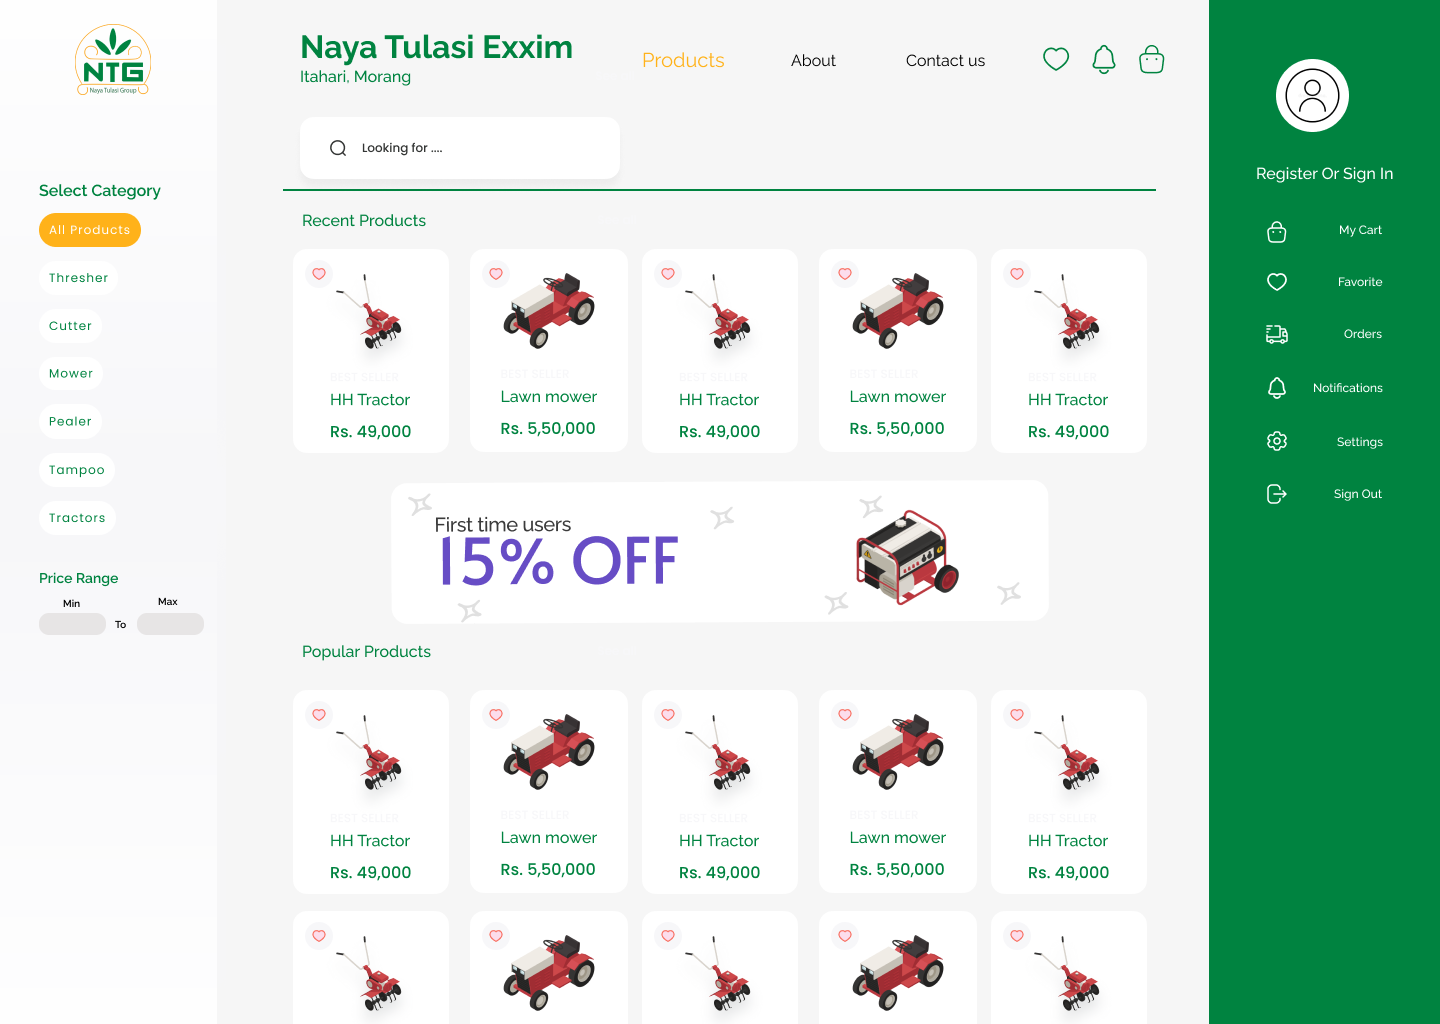 NTG
Naya Tulasi Group
Select Category
All Products
Thresher
Cutter
Mower
Pealer
Tampoo
Tractors
Price Range
Min
Max
To
Naya Tulasi Exxim
Itahari, Morang
Products
About
Contact us
Looking for ....
Recent Products
BEST SELLER
HH Tractor
Rs. 49,000
BEST SELLER
Lawn mower
Rs. 5,50,000
BEST SELLER
HH Tractor
Rs. 49,000
BEST SELLER
Lawn mower
Rs. 5,50,000
BEST SELLER
HH Tractor
Rs. 49,000
First time users
15% OFF
Popular Products
BEST SELLER
HH Tractor
Rs. 49,000
BEST SELLER
Lawn mower
Rs. 5,50,000
BEST SELLER
HH Tractor
Rs. 49,000
BEST SELLER
Lawn mower
Rs. 5,50,000
BEST SELLER
HH Tractor
Rs. 49,000
Register Or Sign In
My Cart
Favorite
Orders
Notifications
Settings
Sign Out